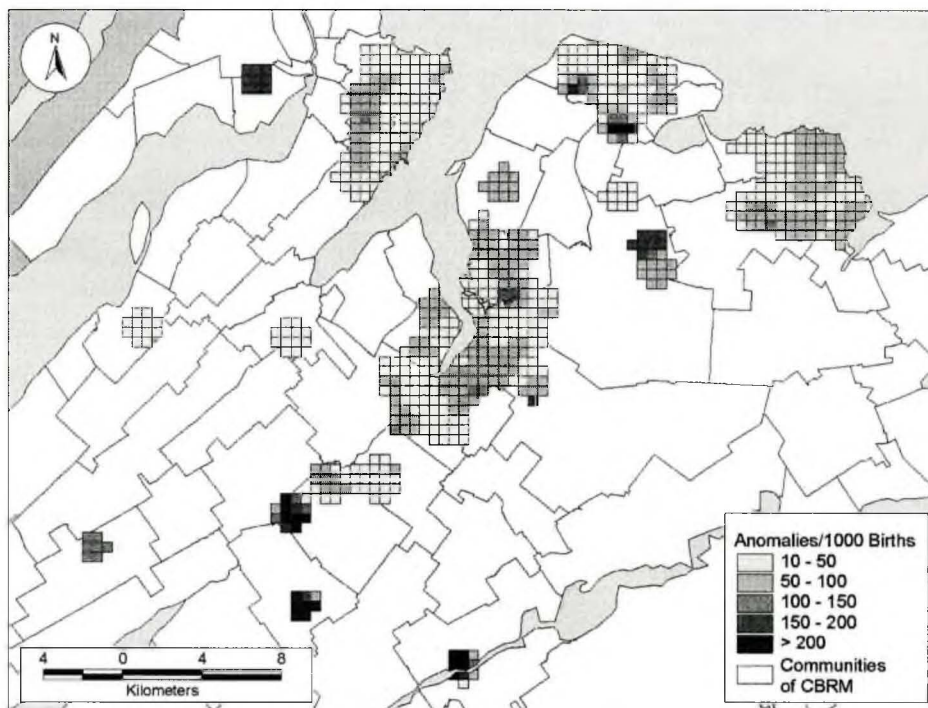 N
Anomalies/1000 Births
10 - 50
50 - 100
100 - 150
150 - 200
> 200
Communities
of CBRM
4 0 4 8
Kilometers